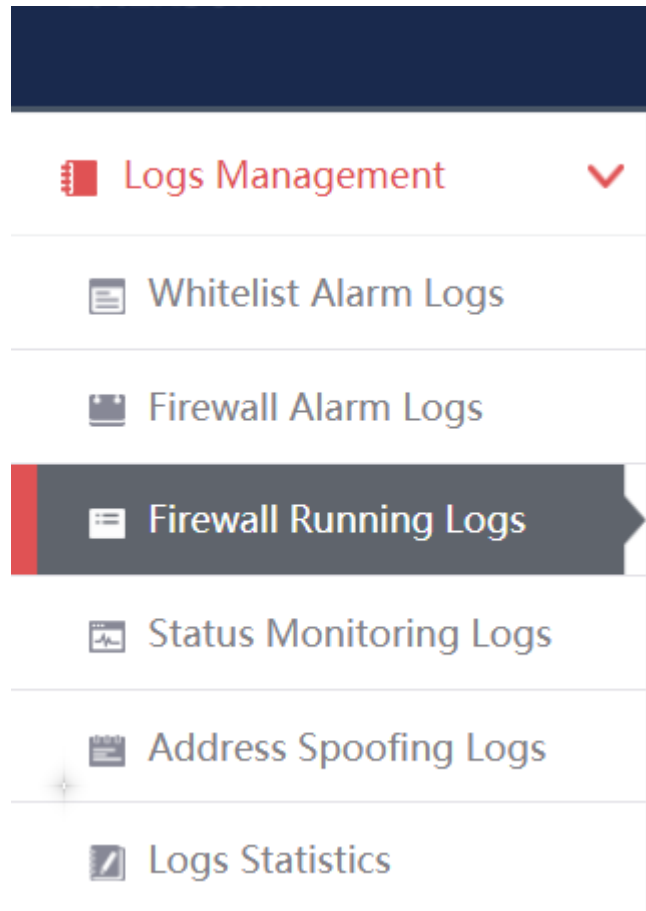 Logs Management
Whitelist Alarm Logs
Firewall Alarm Logs
Firewall Running Logs
Status Monitoring Logs
Address Spoofing Logs
Logs Statistics